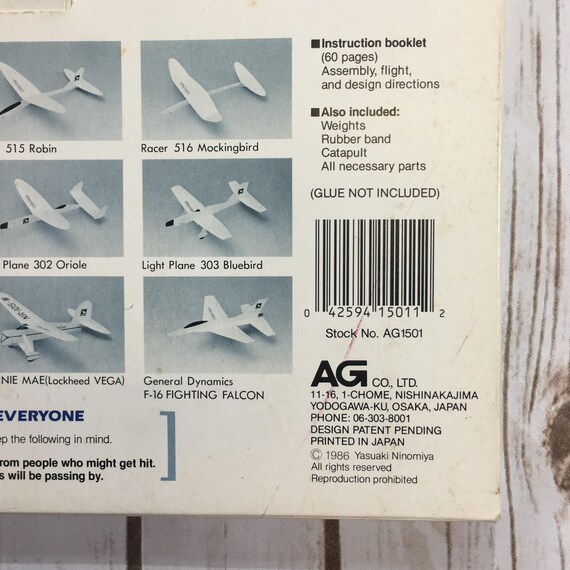 515 Robin
Racer 516 Mockingbird
Plane 302 Oriole
Light Plane 303 Bluebird
NIE MAE(Lockheed VEGA)
General Dynamics
F-16 FIGHTING FALCON
EVERYONE
ep the following in mind.
rom people who might get hit.
s will be passing by.
■Instruction booklet
(60 pages)
Assembly, flight,
and design directions
■Also included:
Weights
Rubber band
Catapult
All necessary parts
(GLUE NOT INCLUDED)
0 42594 15011 2
Stock No. AG1501
AG CO., LTD.
11-16, 1-CHOME, NISHINAKAJIMA
YODOGAWA-KU, OSAKA, JAPAN
PHONE: 06-303-8001
DESIGN PATENT PENDING
PRINTED IN JAPAN
© 1986 Yasuaki Ninomiya
All rights reserved
Reproduction prohibited